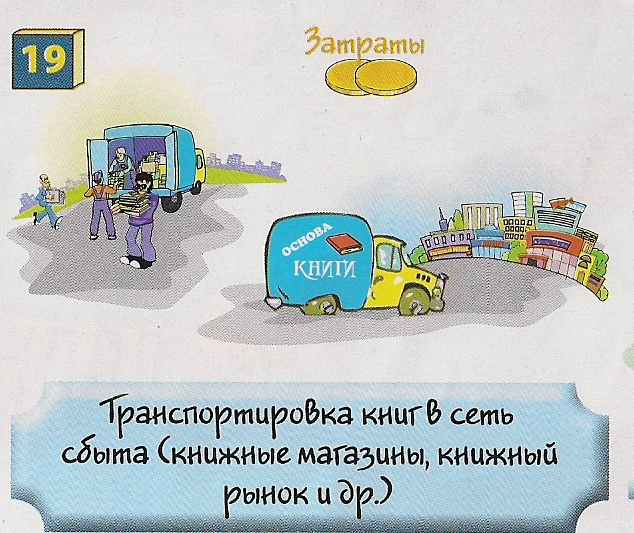 19
Затраты
ОСНОВА
КНИГИ
Транспортировка книг в сеть
сбыта (книжные магазины, книжный
рынок и др.)